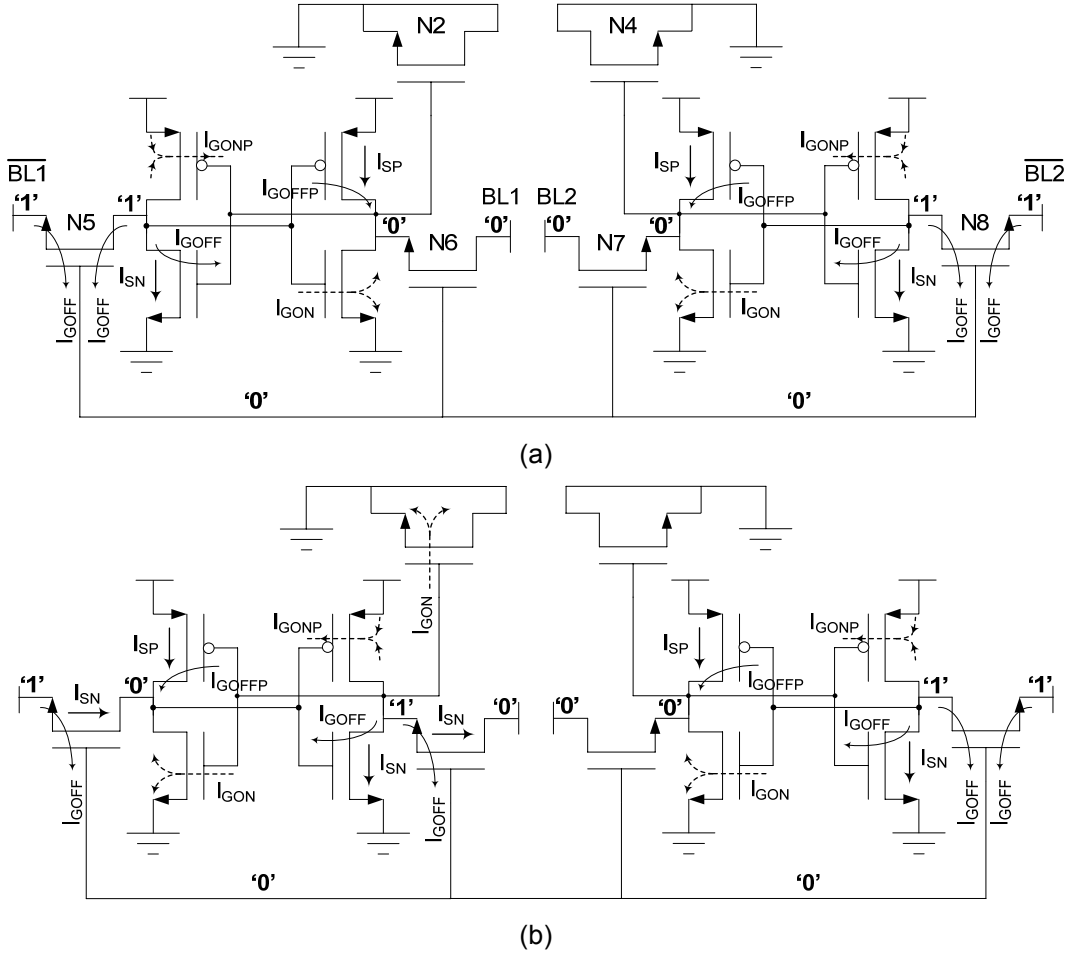 N2 N4
I_GONP I_SP I_SP I_GONP
BL1 BL2
I_GOFFP I_GOFFP
'1' N5 '1' '0' BL1 BL2 '0' '1' N8 '1'
'0' '0'
I_GOFF N6 N7 I_GOFF
I_SN I_SN
I_GOFF I_GOFF I_GON I_GON I_GOFF I_GOFF
'0' '0'
(a)
I_GON
I_SP I_GONP I_SP I_GONP
'1' I_SN '0' I_GOFFP I_GOFFP '1' '1'
I_GOFF '1' I_SN '0' '0' '0' I_GOFF
I_SN I_SN
I_GOFF I_GON I_GOFF I_GON I_GOFF I_GOFF
'0' '0'
(b)